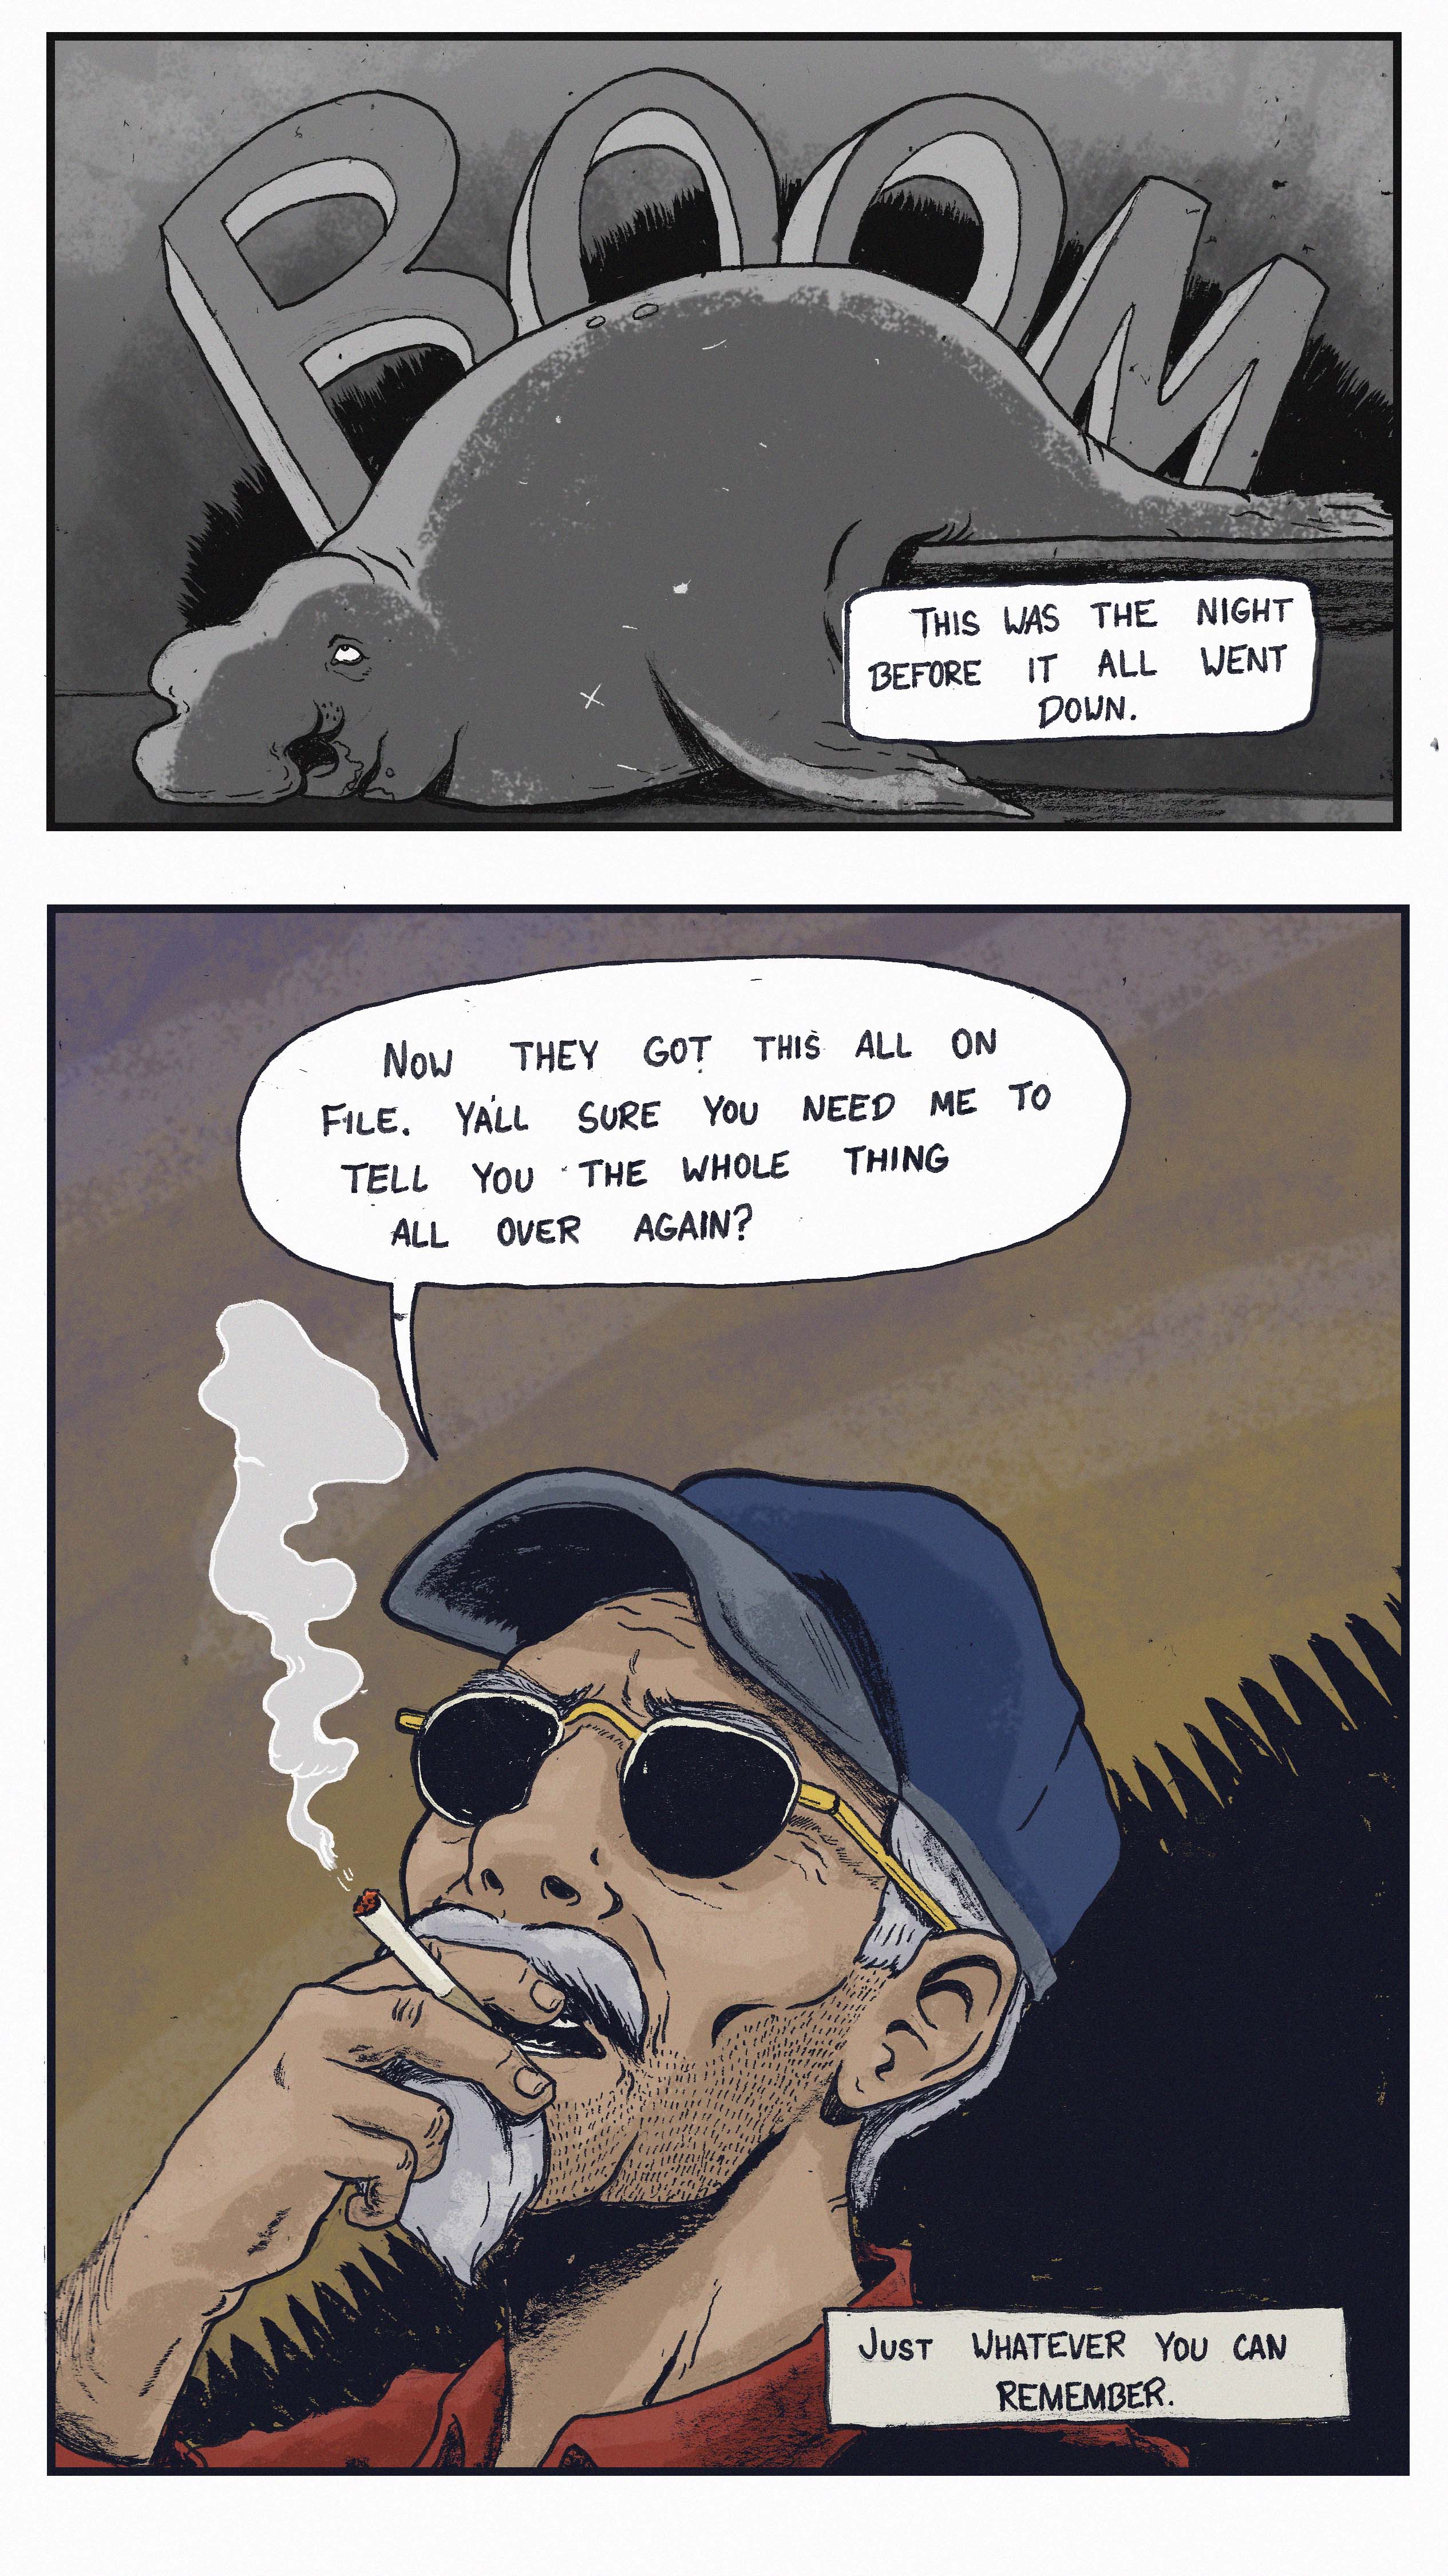 BOOM
THIS WAS THE NIGHT
BEFORE IT ALL WENT
DOWN.
NOW THEY GOT THIS ALL ON
FILE. YA'LL SURE YOU NEED ME TO
TELL YOU THE WHOLE THING
ALL OVER AGAIN?
JUST WHATEVER YOU CAN
REMEMBER.